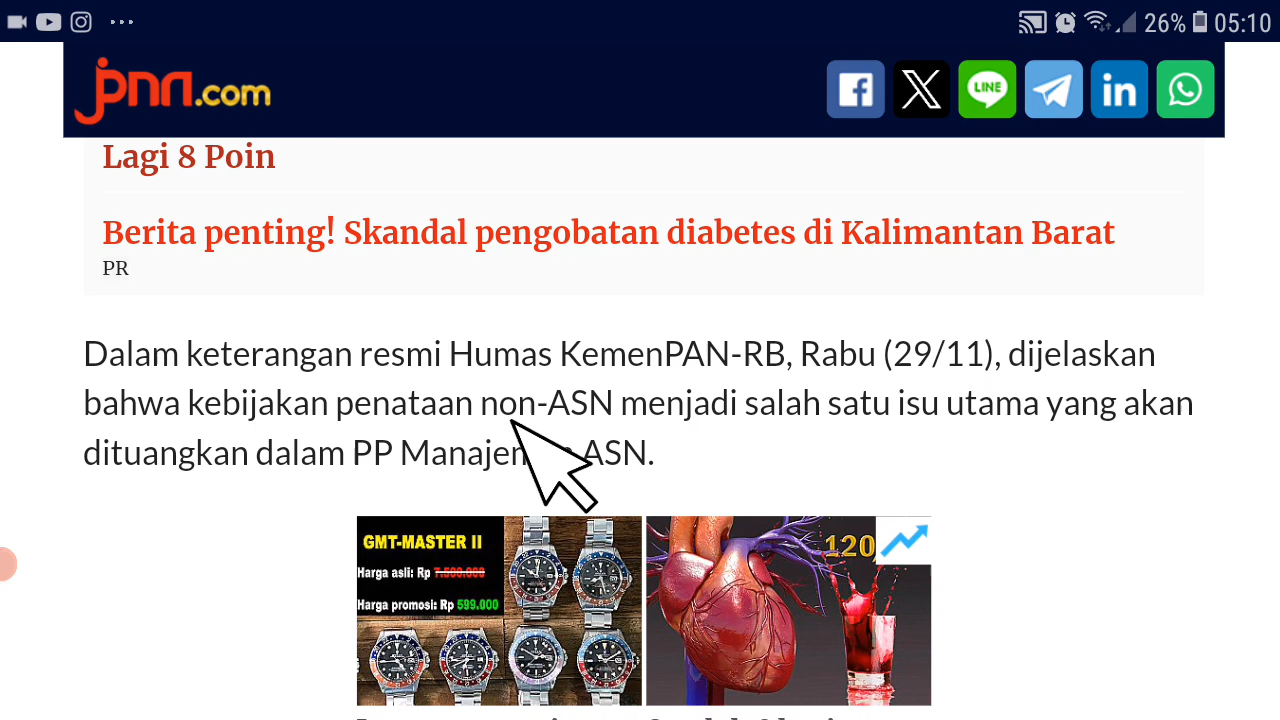 26% 05:10
jpnn.com
LINE
Lagi 8 Poin
Berita penting! Skandal pengobatan diabetes di Kalimantan Barat
PR
Dalam keterangan resmi Humas KemenPAN-RB, Rabu (29/11), dijelaskan
bahwa kebijakan penataan non-ASN menjadi salah satu isu utama yang akan
dituangkan dalam PP Manajemen ASN.
GMT-MASTER II
Harga asli: Rp 7.500.000
Harga promosi: Rp 599.000
120/